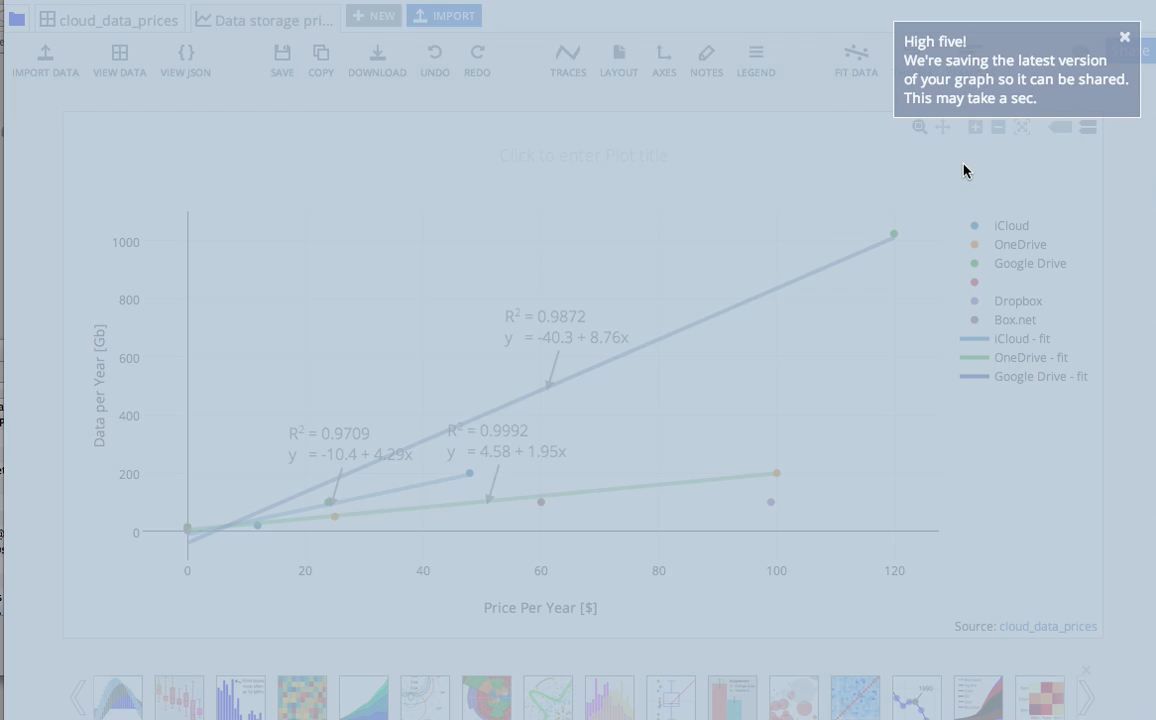 cloud_data_prices
Data storage pri...
+ NEW
IMPORT
IMPORT DATA
VIEW DATA
VIEW JSON
SAVE
COPY
DOWNLOAD
UNDO
REDO
TRACES
LAYOUT
AXES
NOTES
LEGEND
FIT DATA
High five!
We're saving the latest version
of your graph so it can be shared.
This may take a sec.
Click to enter Plot title
1000
800
600
400
200
0
Data per Year [Gb]
R² = 0.9872
y = -40.3 + 8.76x
R² = 0.9709
y = -10.4 + 4.29x
R² = 0.9992
y = 4.58 + 1.95x
iCloud
OneDrive
Google Drive
Dropbox
Box.net
iCloud - fit
OneDrive - fit
Google Drive - fit
0
20
40
60
80
100
120
Price Per Year [$]
Source: cloud_data_prices
1990